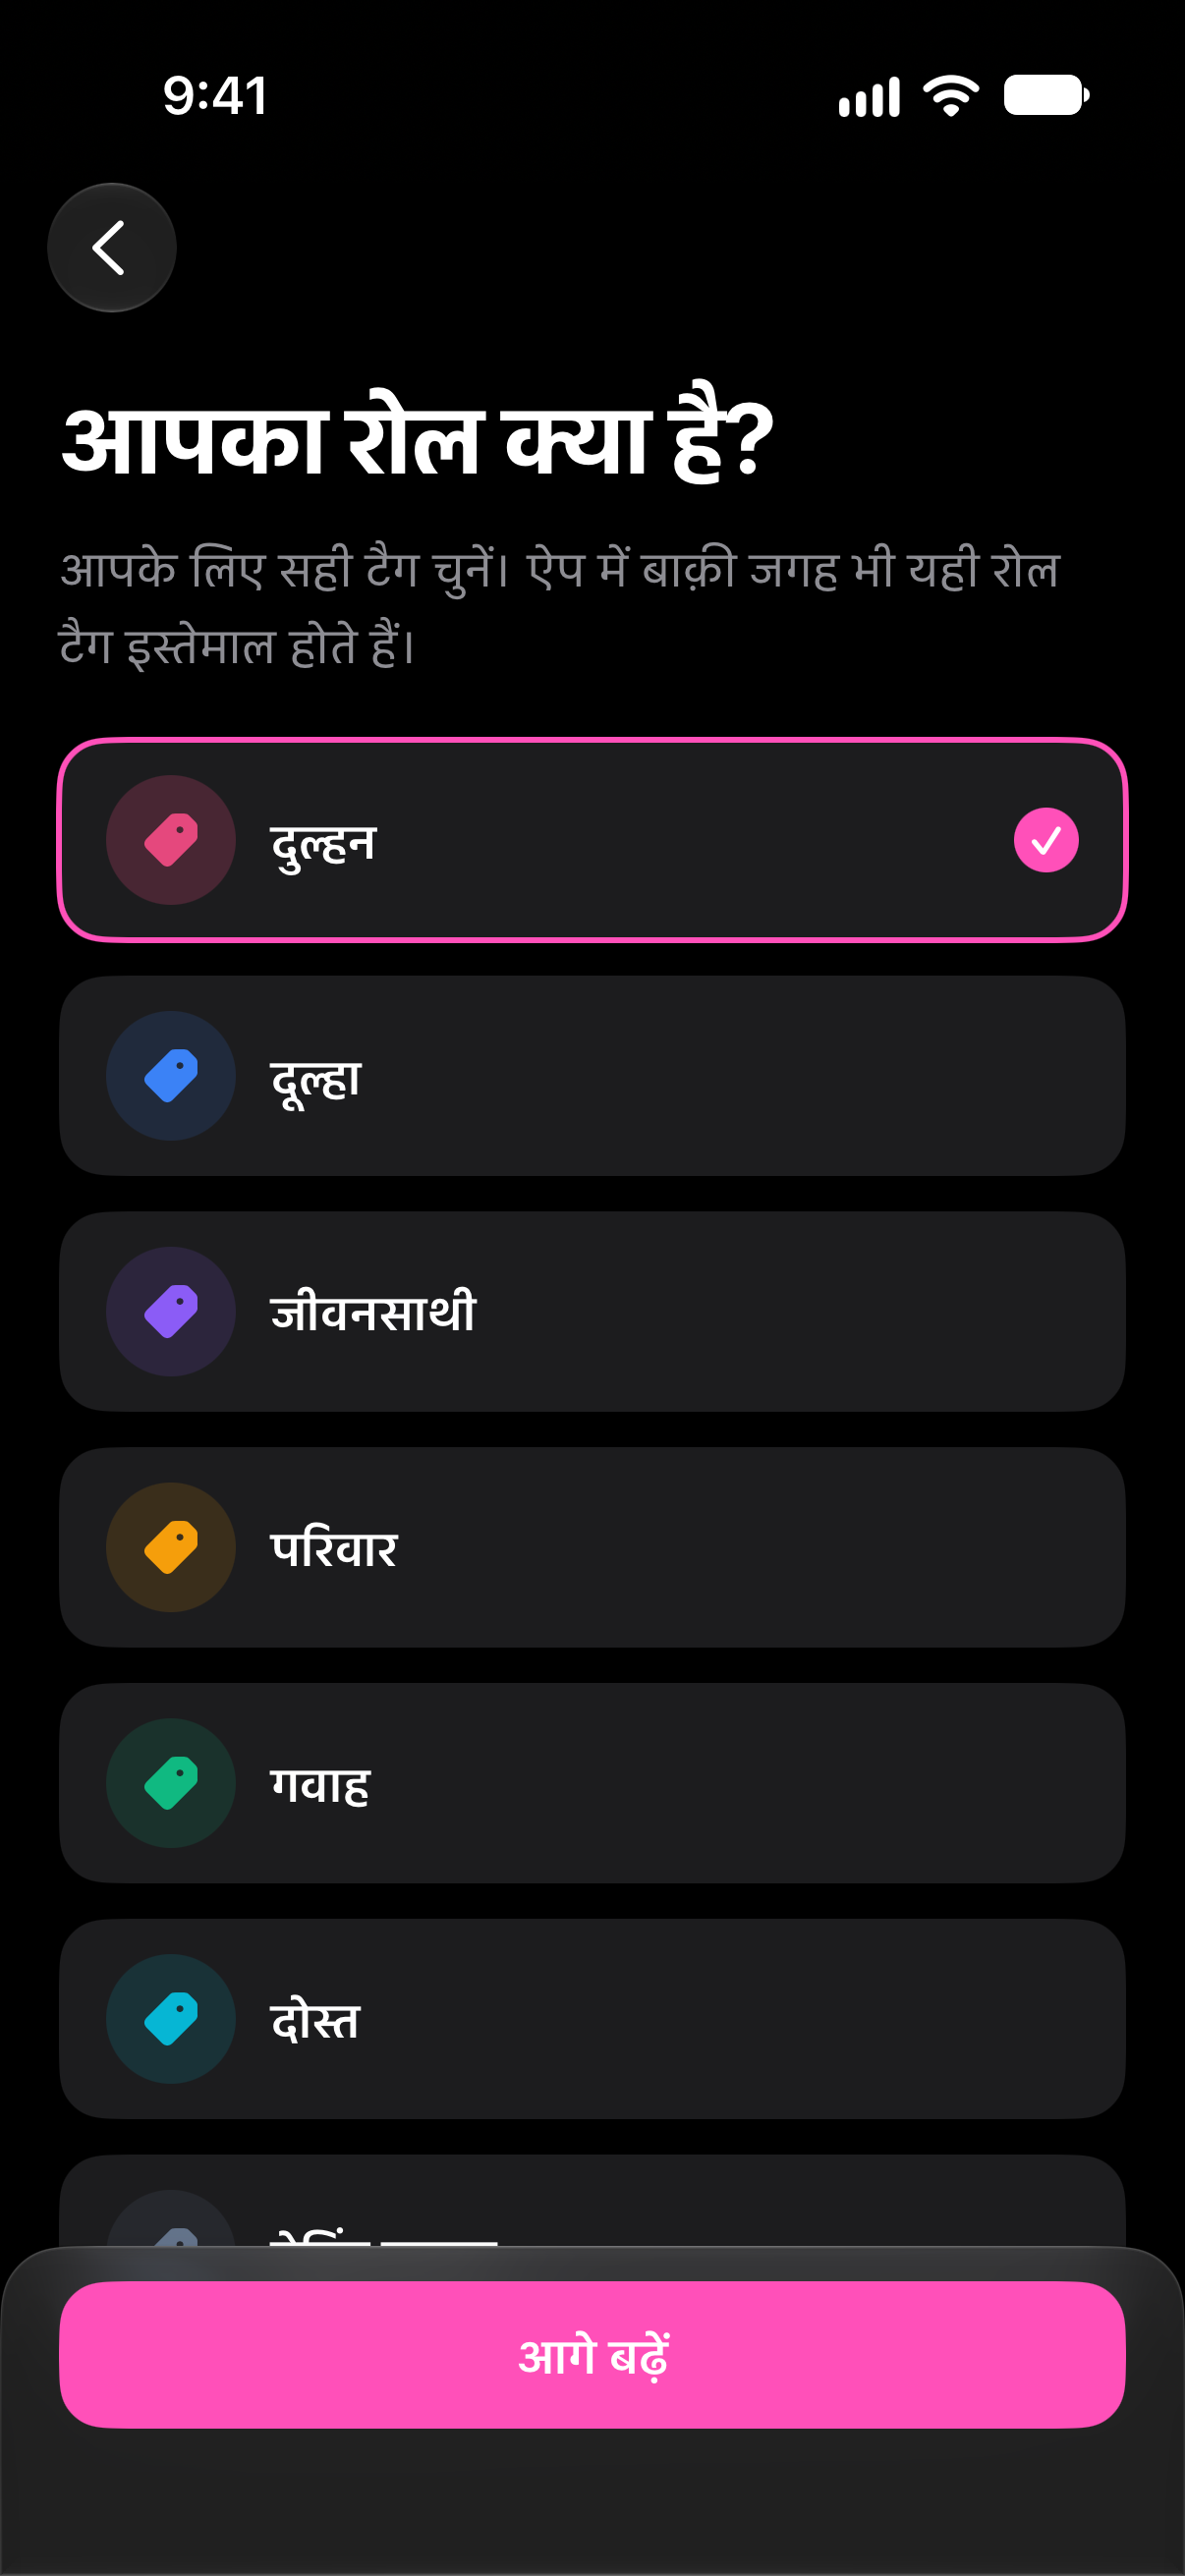 9:41
आपका रोल क्या है?
आपके लिए सही टैग चुनें। ऐप में बाक़ी जगह भी यही रोल
टैग इस्तेमाल होते हैं।
दुल्हन
दूल्हा
जीवनसाथी
परिवार
गवाह
दोस्त
आगे बढ़ें